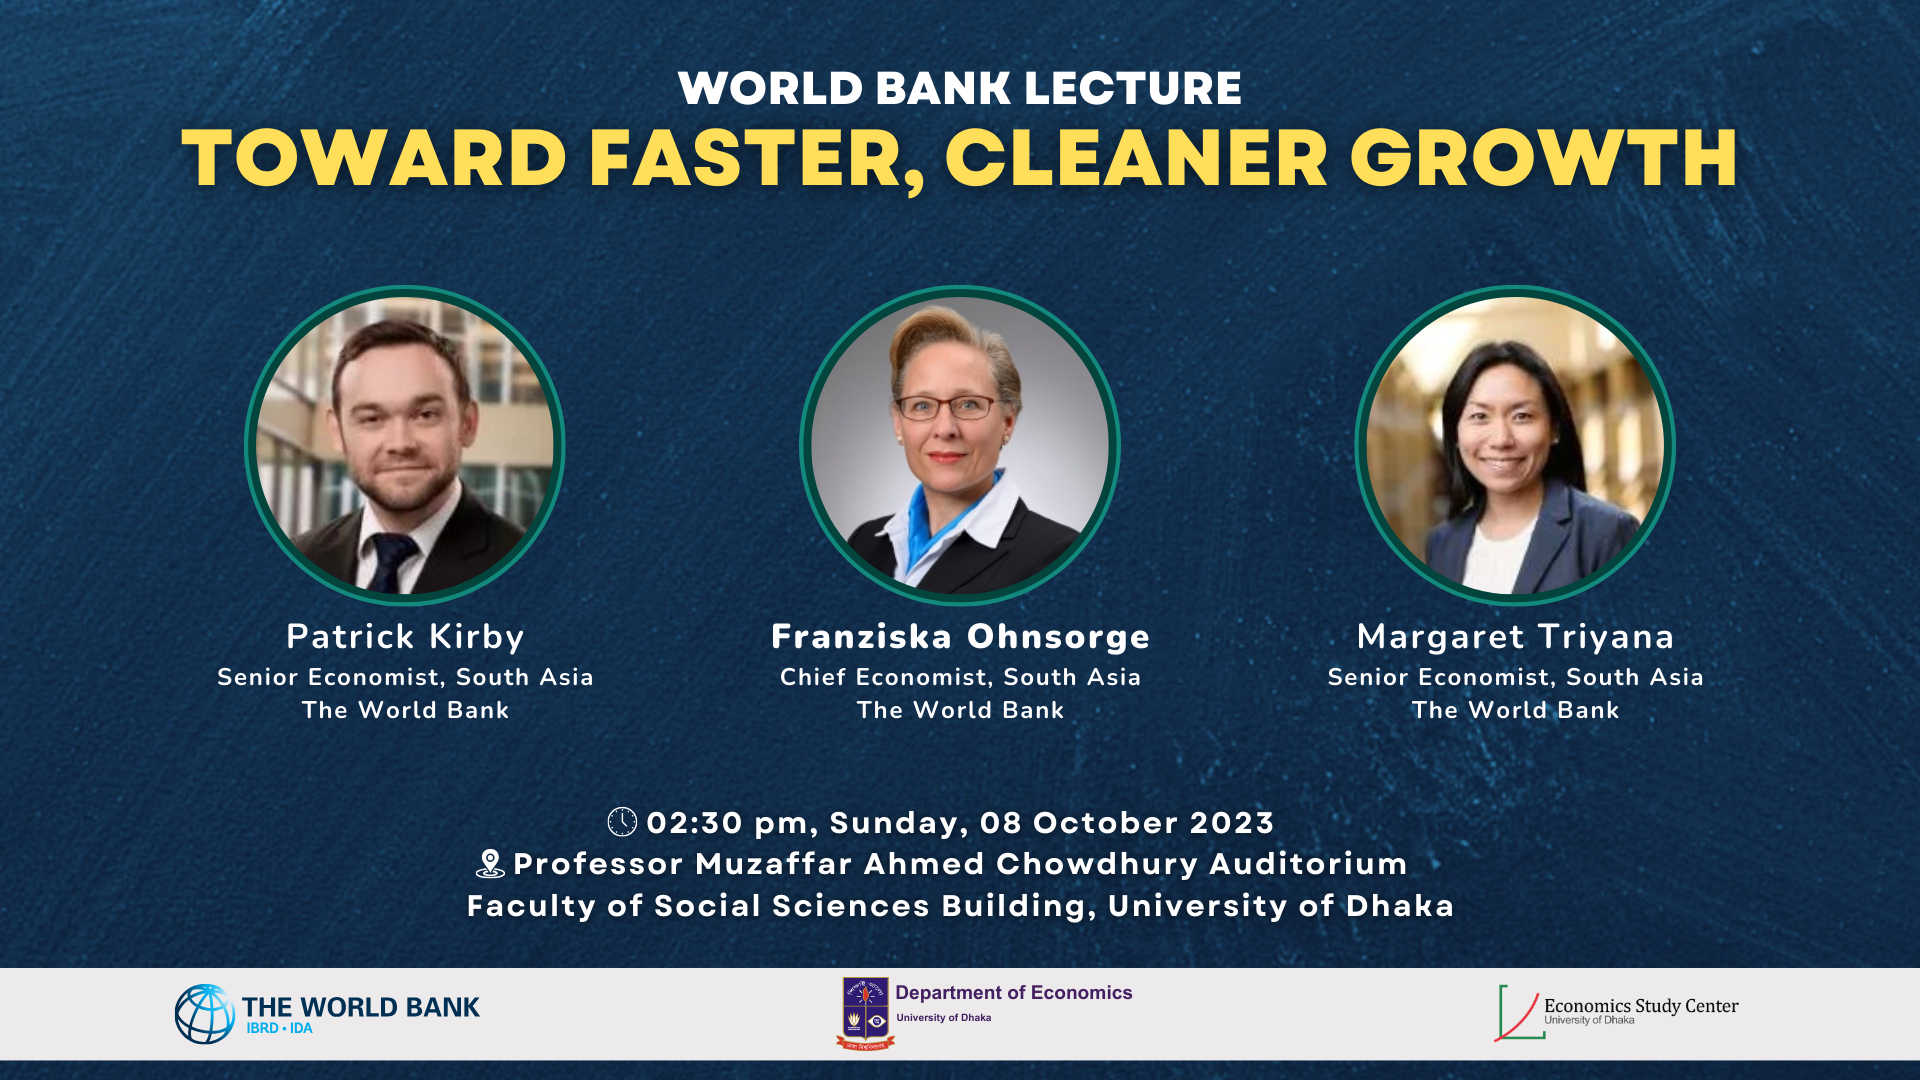 WORLD BANK LECTURE
TOWARD FASTER, CLEANER GROWTH
Patrick Kirby
Senior Economist, South Asia
The World Bank
Franziska Ohnsorge
Chief Economist, South Asia
The World Bank
Margaret Triyana
Senior Economist, South Asia
The World Bank
02:30 pm, Sunday, 08 October 2023
Professor Muzaffar Ahmed Chowdhury Auditorium
Faculty of Social Sciences Building, University of Dhaka
THE WORLD BANK
IBRD • IDA
Department of Economics
University of Dhaka
Economics Study Center
University of Dhaka